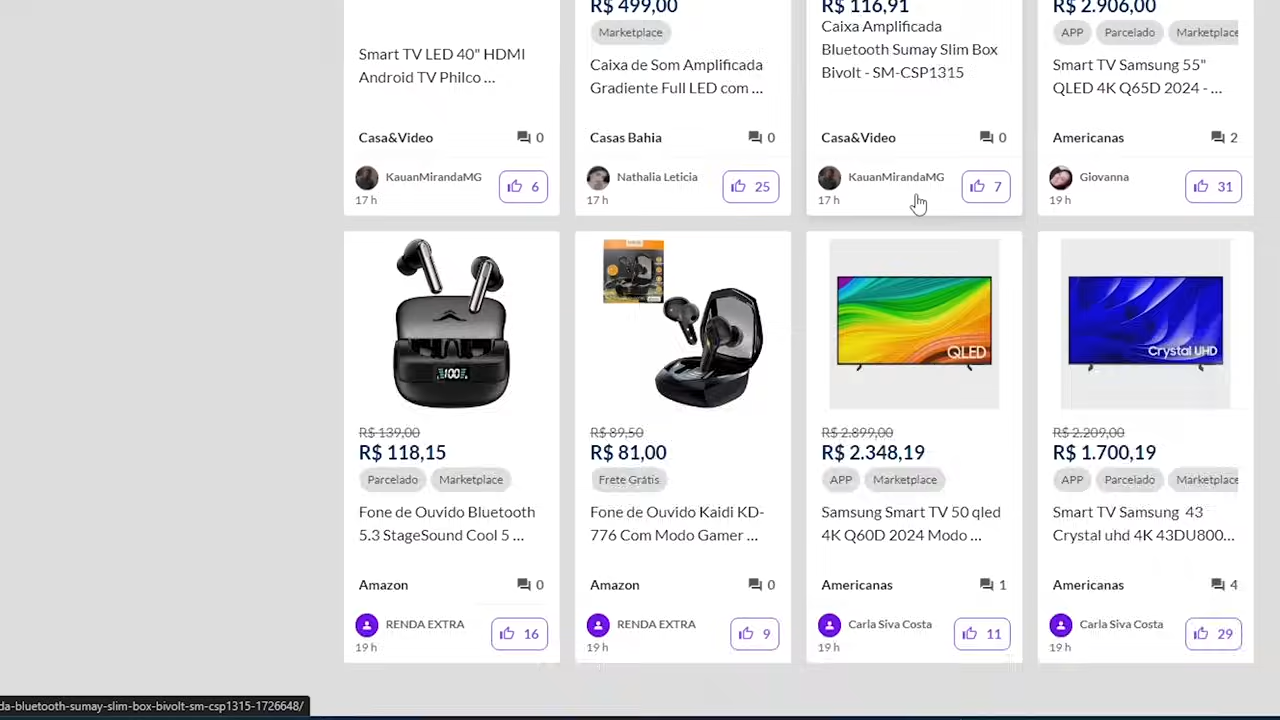 R$ 499,00
R$ 116,91
R$ 2.906,00
Smart TV LED 40" HDMI
Android TV Philco ...
Casa&Video
0
KauanMirandaMG
6
17 h
Marketplace
Caixa de Som Amplificada
Gradiente Full LED com ...
Casas Bahia
0
Nathalia Leticia
25
17 h
Caixa Amplificada
Bluetooth Sumay Slim Box
Bivolt - SM-CSP1315
Casa&Video
0
KauanMirandaMG
7
18 h
APP
Parcelado
Marketplace
Smart TV Samsung 55"
QLED 4K Q65D 2024 - ...
Americanas
2
Giovanna
31
19 h
100
R$ 139,00
R$ 118,15
Parcelado
Marketplace
Fone de Ouvido Bluetooth
5.3 StageSound Cool 5 ...
Amazon
0
RENDA EXTRA
16
19 h
R$ 89,50
R$ 81,00
Frete Grátis
Fone de Ouvido Kaidi KD-
776 Com Modo Gamer ...
Amazon
0
RENDA EXTRA
9
19 h
QLED
R$ 2.899,00
R$ 2.348,19
APP
Marketplace
Samsung Smart TV 50 qled
4K Q60D 2024 Modo ...
Americanas
1
Carla Siva Costa
11
19 h
Crystal UHD
R$ 2.209,00
R$ 1.700,19
APP
Parcelado
Marketplace
Smart TV Samsung 43
Crystal uhd 4K 43DU800...
Americanas
4
Carla Siva Costa
29
19 h
da-bluetooth-sumay-slim-box-bivolt-sm-csp1315-1726648/